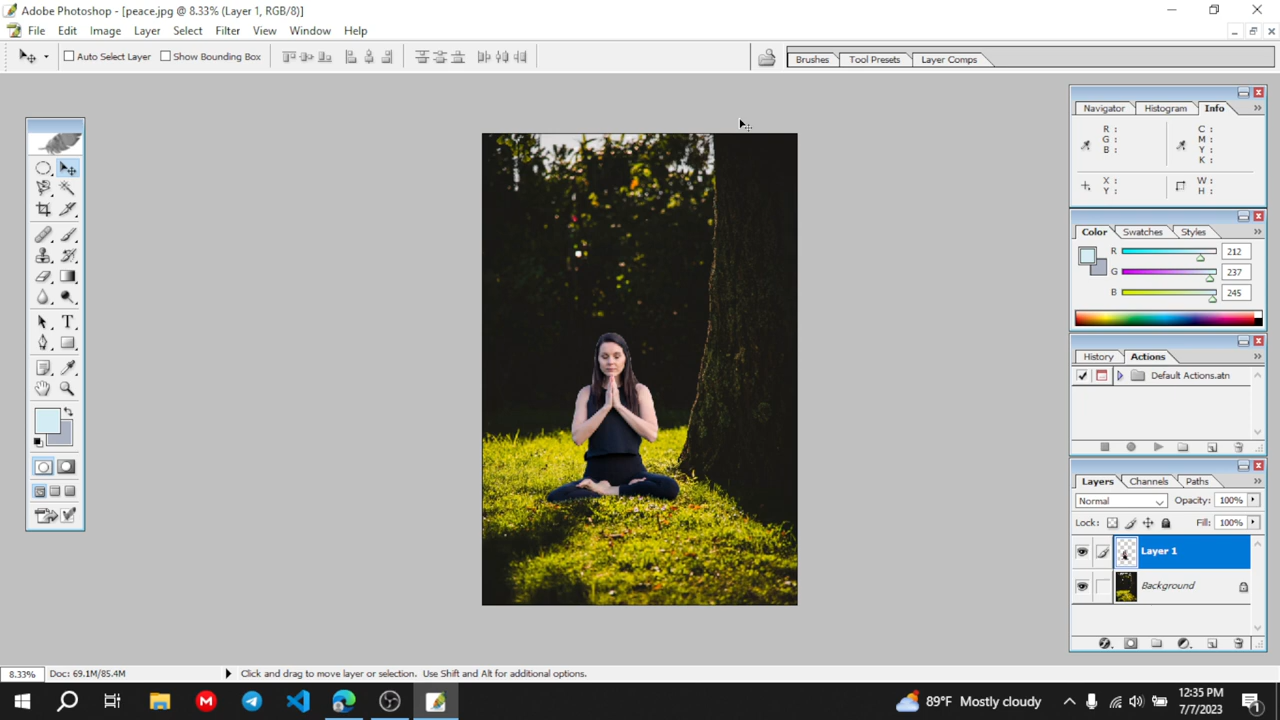 Adobe Photoshop - [peace.jpg @ 8.33% (Layer 1, RGB/8)]
File Edit Image Layer Select Filter View Window Help
Auto Select Layer Show Bounding Box
Brushes Tool Presets Layer Comps
Navigator Histogram Info
R : C :
G : M :
B : Y :
K :
X : W :
Y : H :
Color Swatches Styles
R 212
G 237
B 245
History Actions
Default Actions.atn
T
Layers Channels Paths
Normal Opacity: 100%
Lock: Fill: 100%
Layer 1
Background
8.33% Doc: 69.1M/85.4M Click and drag to move layer or selection. Use Shift and Alt for additional options.
M
89°F Mostly cloudy
12:35 PM
7/7/2023
1